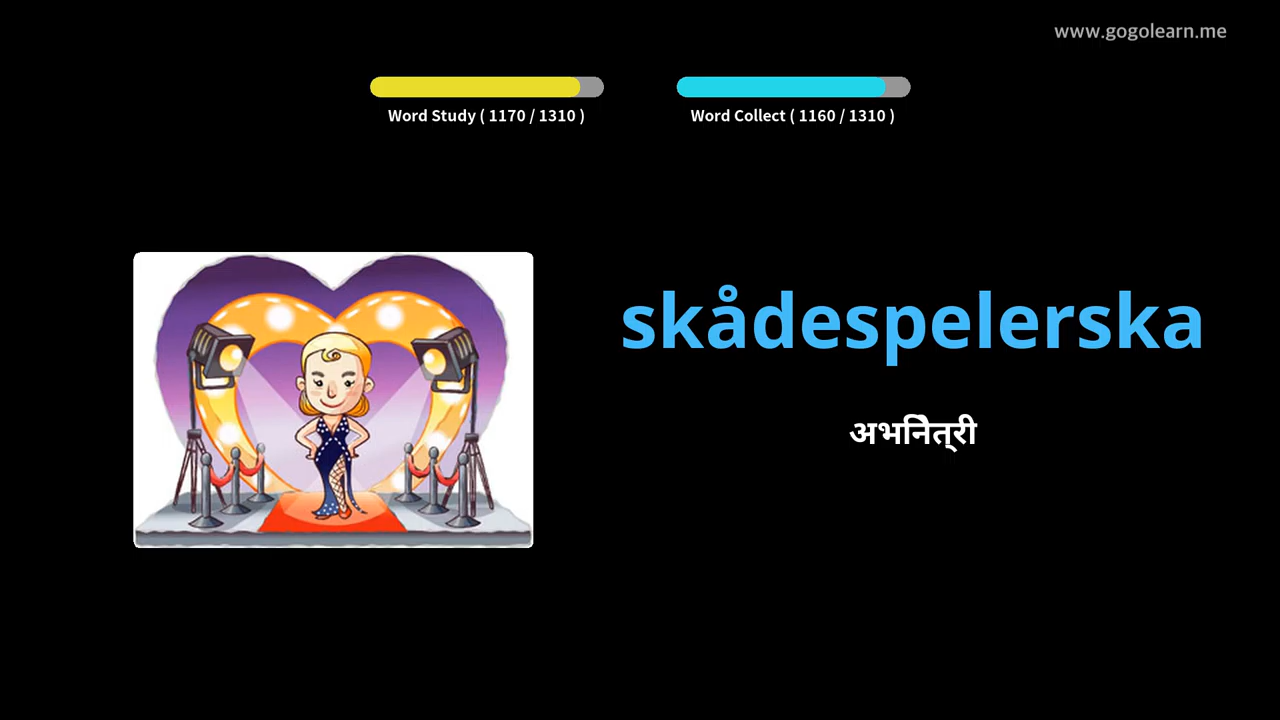 www.gogolearn.me
Word Study ( 1170 / 1310 )
Word Collect ( 1160 / 1310 )
skådespelerska
अभिनेत्री